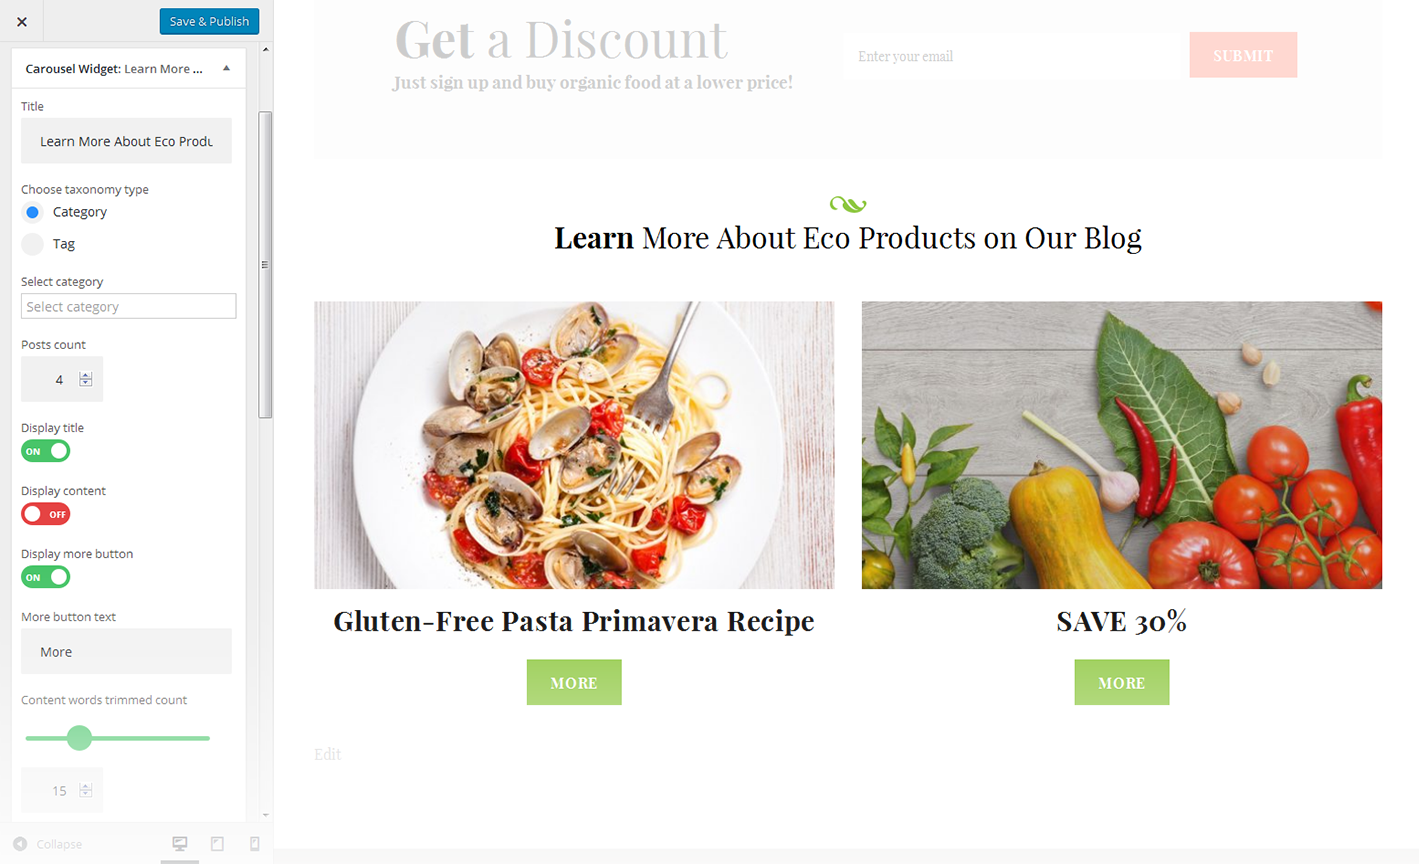 Save & Publish
Carousel Widget: Learn More ...
Title
Learn More About Eco Produ
Choose taxonomy type
Category
Tag
Select category
Select category
Posts count
4
Display title
ON
Display content
OFF
Display more button
ON
More button text
More
Content words trimmed count
15
Collapse
Get a Discount
Just sign up and buy organic food at a lower price!
Enter your email
SUBMIT
Learn More About Eco Products on Our Blog
Gluten-Free Pasta Primavera Recipe
MORE
SAVE 30%
MORE
Edit